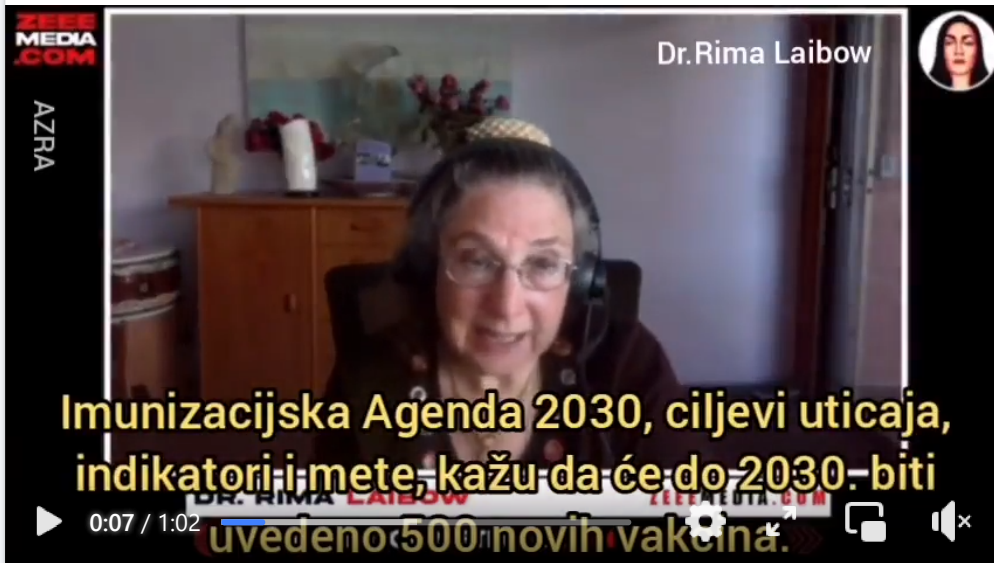 ZEEE
MEDIA
.COM
Dr.Rima Laibow
AZRA
Imunizacijska Agenda 2030, ciljevi uticaja,
indikatori i mete, kažu da će do 2030. biti
DR. RIMA LAIBOW
ZEEEMEDIA.COM
0:07 / 1:02
uvedeno 500 novih vakcina.